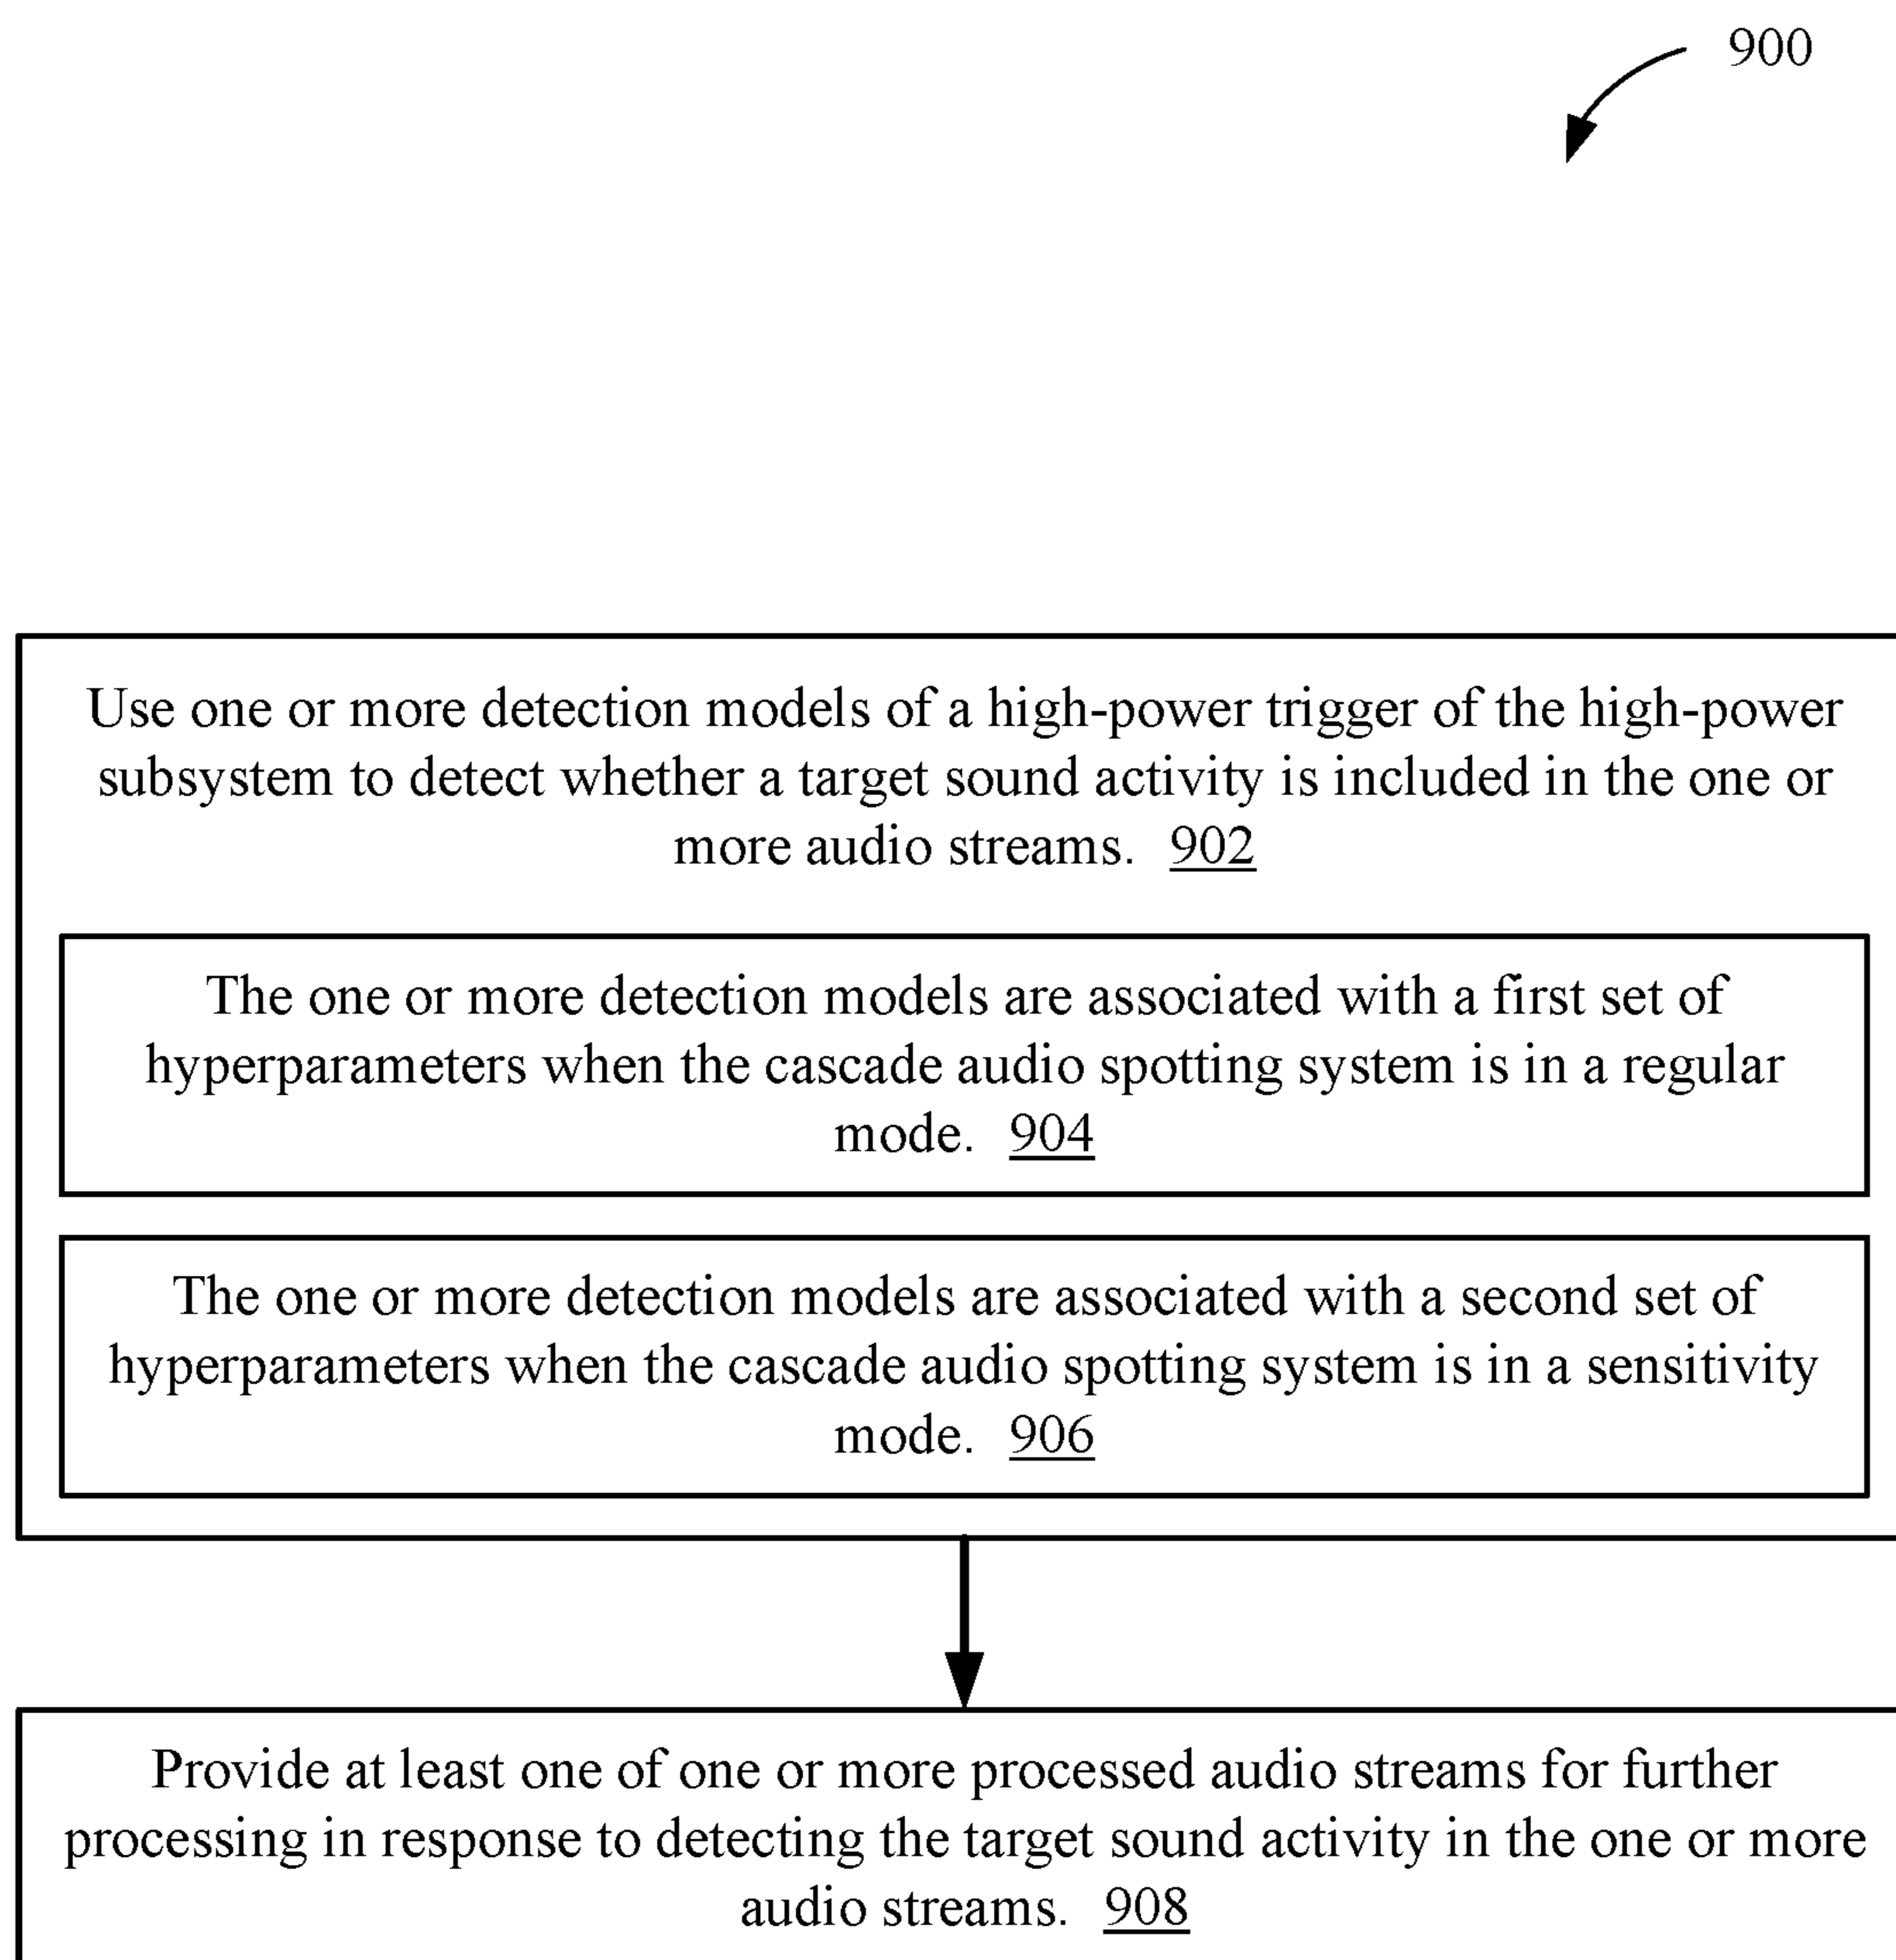 900
Use one or more detection models of a high-power trigger of the high-power
subsystem to detect whether a target sound activity is included in the one or
more audio streams. 902
The one or more detection models are associated with a first set of
hyperparameters when the cascade audio spotting system is in a regular
mode. 904
The one or more detection models are associated with a second set of
hyperparameters when the cascade audio spotting system is in a sensitivity
mode. 906
Provide at least one of one or more processed audio streams for further
processing in response to detecting the target sound activity in the one or more
audio streams. 908